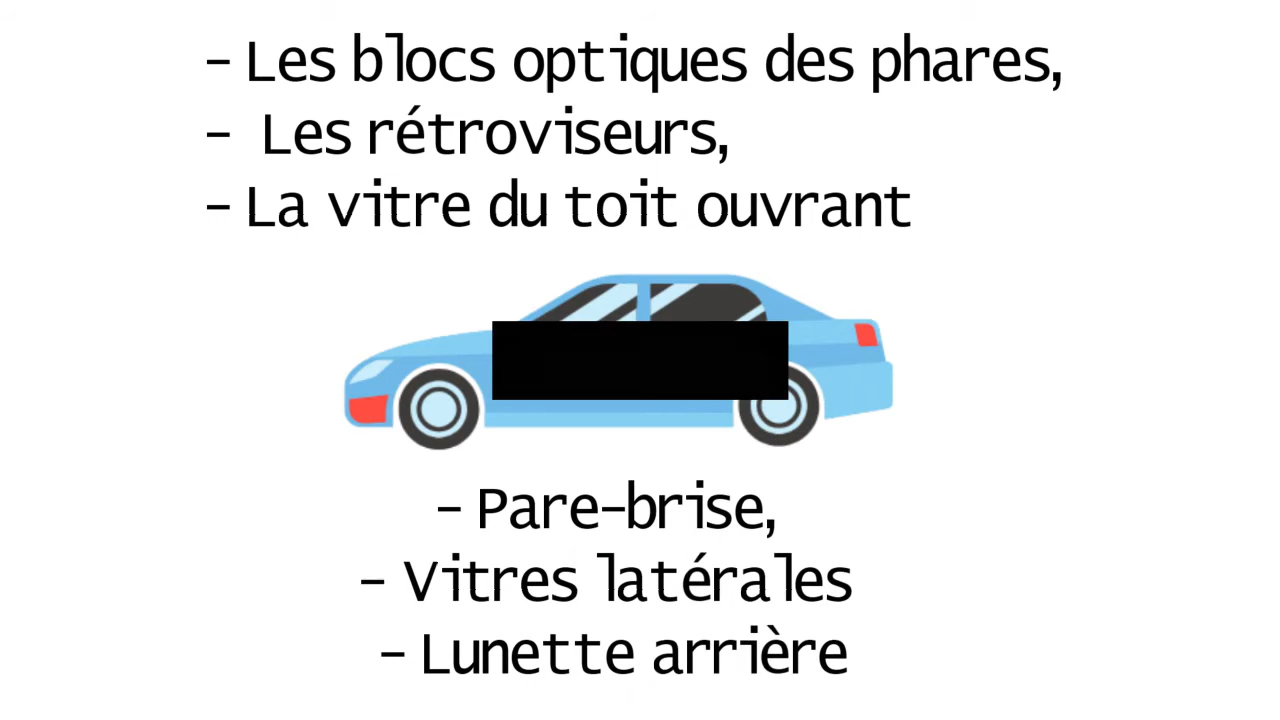 - Les blocs optiques des phares,
- Les rétroviseurs,
- La vitre du toit ouvrant
- Pare-brise,
- Vitres latérales
- Lunette arrière